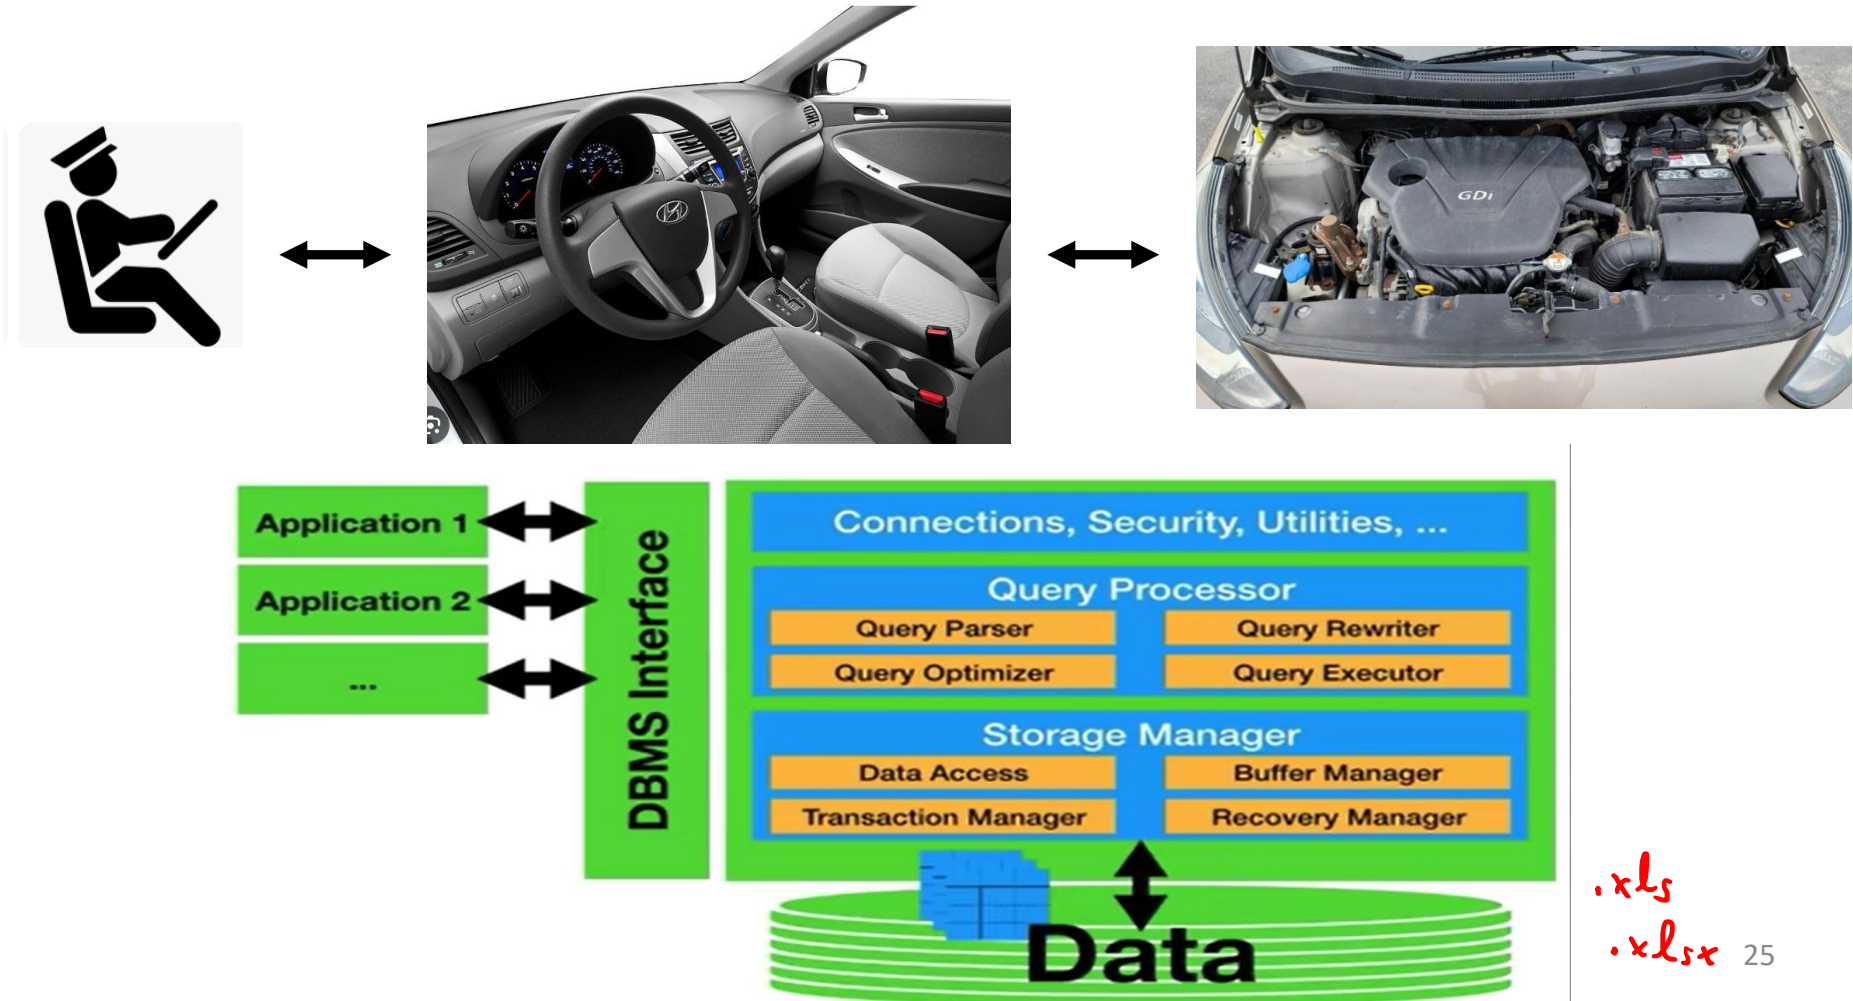 GDi
Application 1
Application 2
...
DBMS Interface
Connections, Security, Utilities, ...
Query Processor
Query Parser
Query Rewriter
Query Optimizer
Query Executor
Storage Manager
Data Access
Buffer Manager
Transaction Manager
Recovery Manager
Data
.xls
.xlsx
25